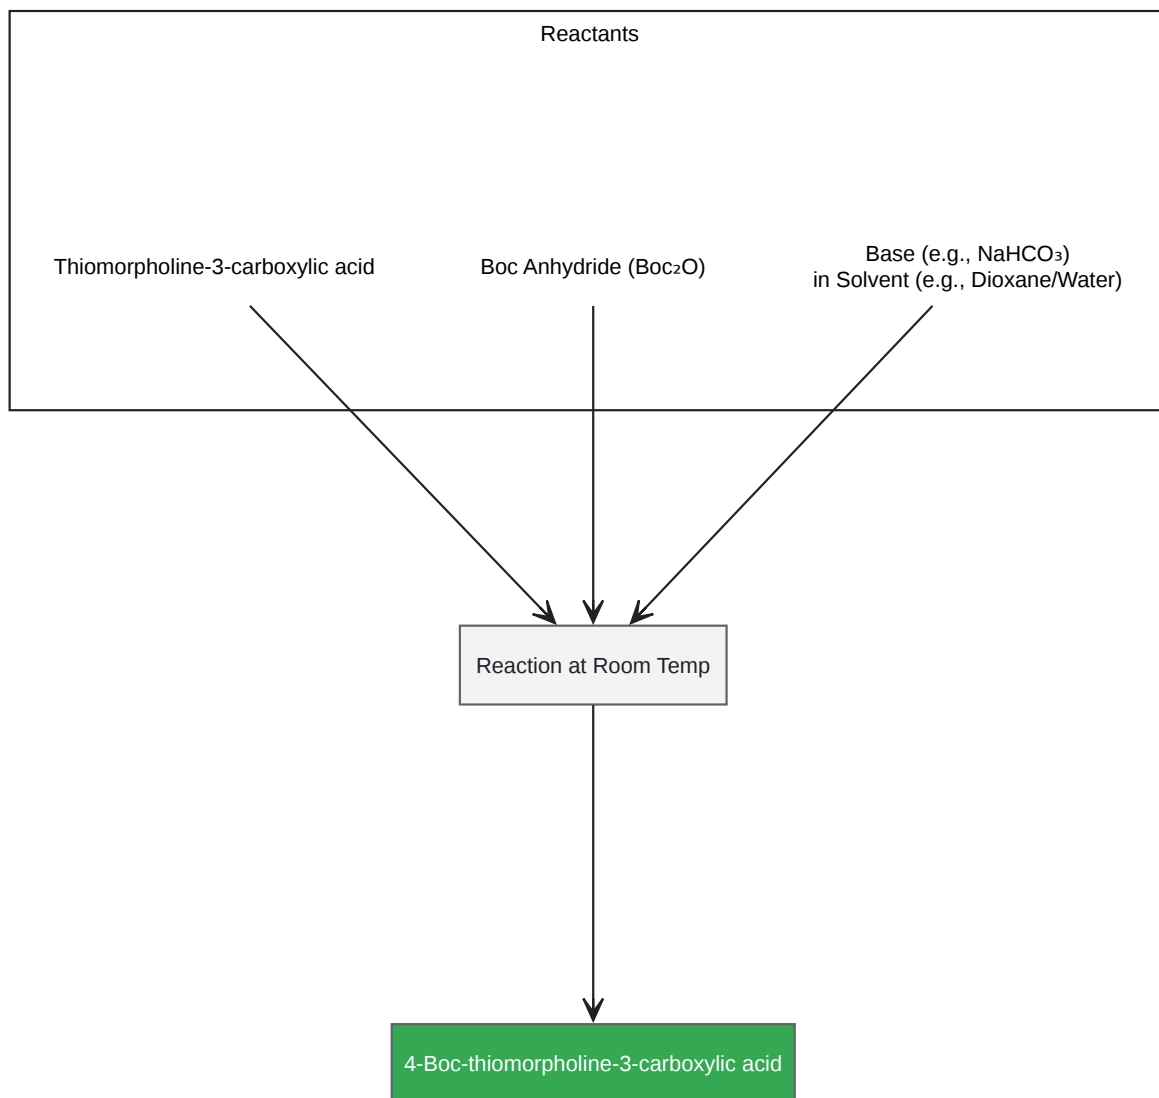 Reactants
Thiomorpholine-3-carboxylic acid
Boc Anhydride (Boc₂O)
Base (e.g., NaHCO₃)
in Solvent (e.g., Dioxane/Water)
Reaction at Room Temp
4-Boc-thiomorpholine-3-carboxylic acid